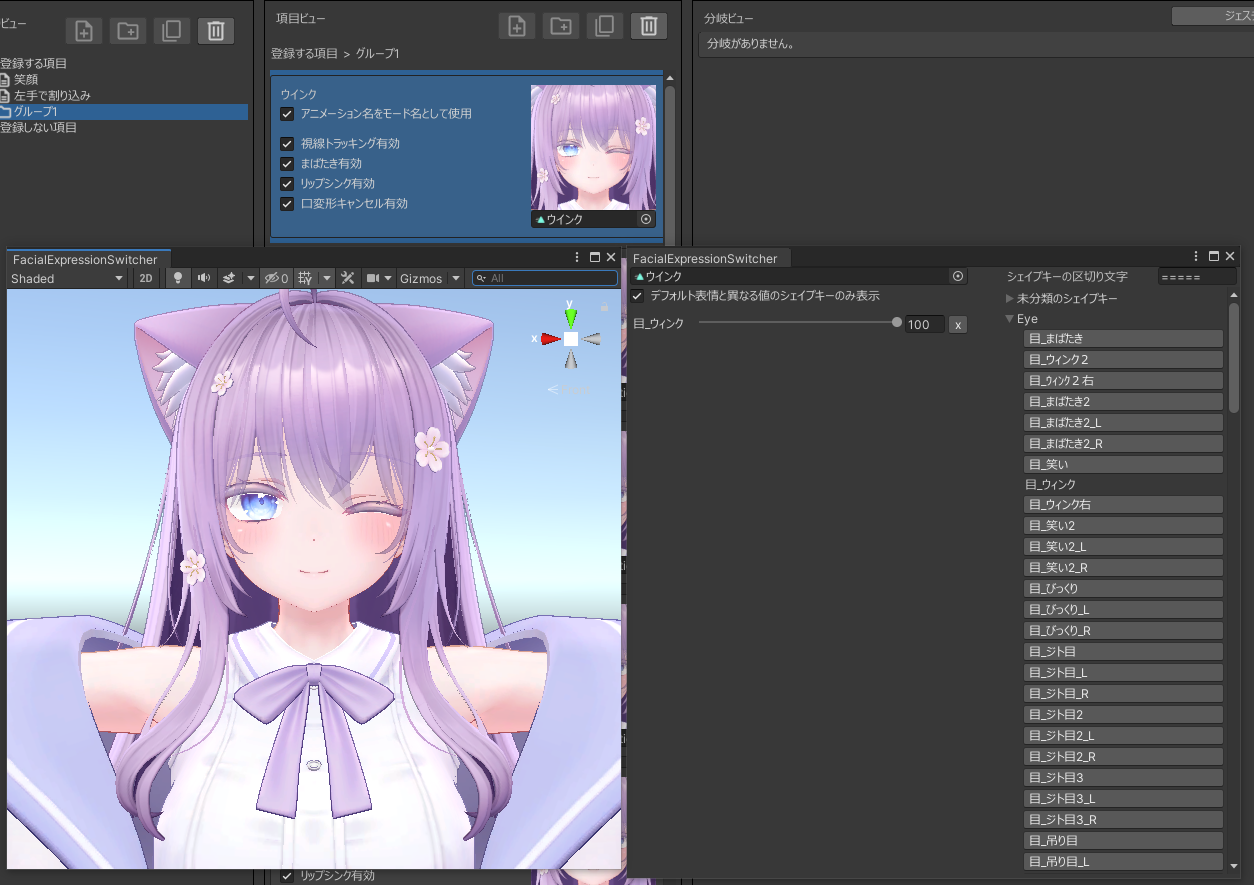 ビュー
登録する項目
笑顔
左手で割り込み
グループ1
登録しない項目
項目ビュー
登録する項目 > グループ1
ウインク
アニメーション名をモード名として使用
視線トラッキング有効
まばたき有効
リップシンク有効
口変形キャンセル有効
ウインク
分岐ビュー
ジェス
分岐がありません。
FacialExpressionSwitcher
Shaded
2D
0
Gizmos
All
y
x
リップシンク有効
FacialExpressionSwitcher
ウインク
デフォルト表情と異なる値のシェイプキーのみ表示
目_ウィンク
100
x
シェイプキーの区切り文字
=====
未分類のシェイプキー
Eye
目_まばたき
目_ウィンク２
目_ｳｨﾝｸ２右
目_まばたき2
目_まばたき2_L
目_まばたき2_R
目_笑い
目_ウィンク
目_ウィンク右
目_笑い2
目_笑い2_L
目_笑い2_R
目_びっくり
目_びっくり_L
目_びっくり_R
目_ジト目
目_ジト目_L
目_ジト目_R
目_ジト目2
目_ジト目2_L
目_ジト目2_R
目_ジト目3
目_ジト目3_L
目_ジト目3_R
目_吊り目
目_吊り目_L